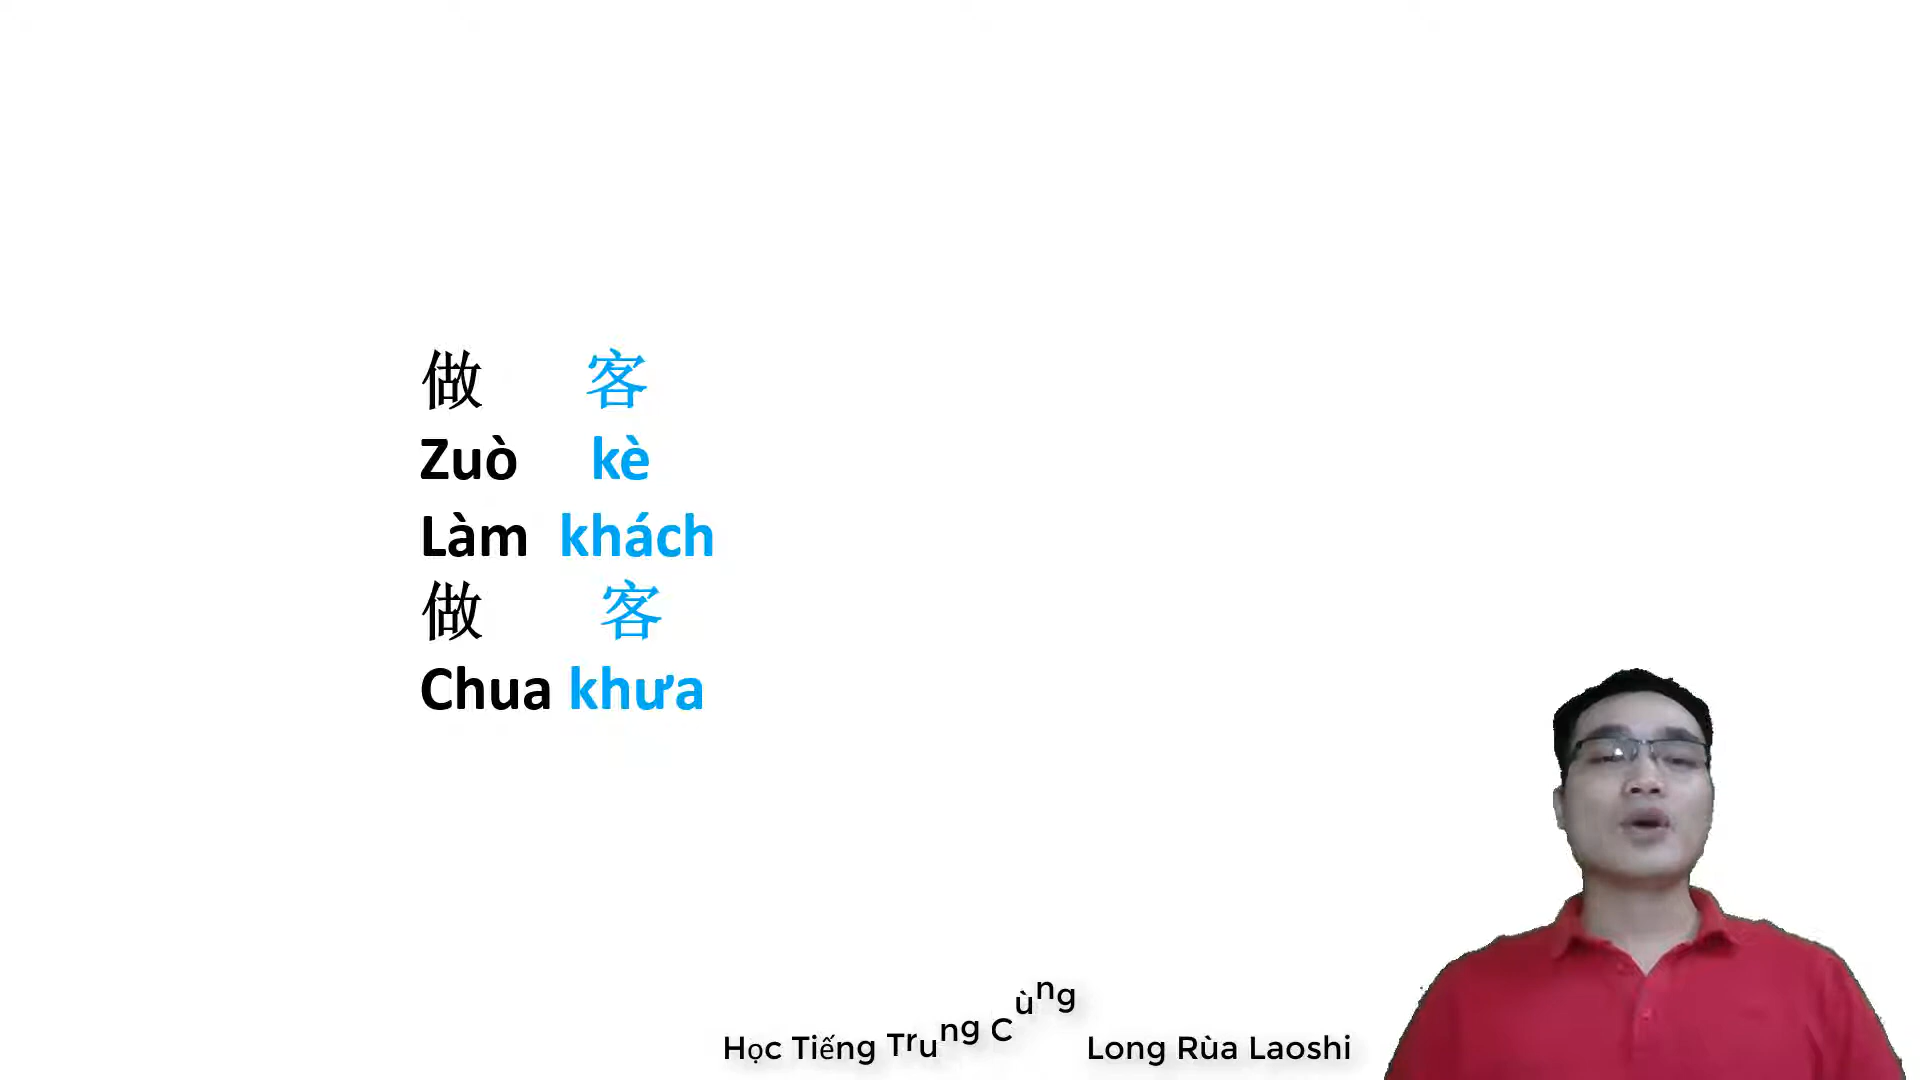 做 客
Zuò kè
Làm khách
做 客
Chua khưa
Học Tiếng Trung Cùng Long Rùa Laoshi